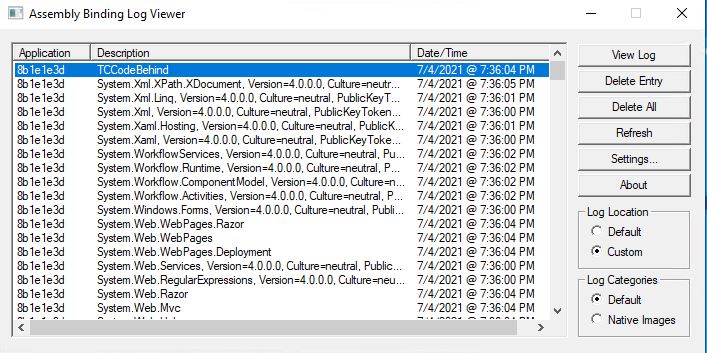 Assembly Binding Log Viewer
Application Description Date/Time
8b1e1e3d TCCodeBehind 7/4/2021 @ 7:36:04 PM
8b1e1e3d System.Xml.XPath.XDocument, Version=4.0.0.0, Culture=neutr... 7/4/2021 @ 7:36:05 PM
8b1e1e3d System.Xml.Linq, Version=4.0.0.0, Culture=neutral, PublicKeyT... 7/4/2021 @ 7:36:01 PM
8b1e1e3d System.Xml, Version=4.0.0.0, Culture=neutral, PublicKeyToken... 7/4/2021 @ 7:36:00 PM
8b1e1e3d System.Xaml.Hosting, Version=4.0.0.0, Culture=neutral, PublicK... 7/4/2021 @ 7:36:01 PM
8b1e1e3d System.Xaml, Version=4.0.0.0, Culture=neutral, PublicKeyToke... 7/4/2021 @ 7:36:00 PM
8b1e1e3d System.WorkflowServices, Version=4.0.0.0, Culture=neutral, Pu... 7/4/2021 @ 7:36:02 PM
8b1e1e3d System.Workflow.Runtime, Version=4.0.0.0, Culture=neutral, P... 7/4/2021 @ 7:36:02 PM
8b1e1e3d System.Workflow.ComponentModel, Version=4.0.0.0, Culture=... 7/4/2021 @ 7:36:02 PM
8b1e1e3d System.Workflow.Activities, Version=4.0.0.0, Culture=neutral, P... 7/4/2021 @ 7:36:02 PM
8b1e1e3d System.Windows.Forms, Version=4.0.0.0, Culture=neutral, Publi... 7/4/2021 @ 7:36:00 PM
8b1e1e3d System.Web.WebPages.Razor 7/4/2021 @ 7:36:04 PM
8b1e1e3d System.Web.WebPages 7/4/2021 @ 7:36:04 PM
8b1e1e3d System.Web.WebPages.Deployment 7/4/2021 @ 7:36:04 PM
8b1e1e3d System.Web.Services, Version=4.0.0.0, Culture=neutral, Public... 7/4/2021 @ 7:36:00 PM
8b1e1e3d System.Web.RegularExpressions, Version=4.0.0.0, Culture=neu... 7/4/2021 @ 7:36:00 PM
8b1e1e3d System.Web.Razor 7/4/2021 @ 7:36:04 PM
8b1e1e3d System.Web.Mvc 7/4/2021 @ 7:36:04 PM
View Log
Delete Entry
Delete All
Refresh
Settings...
About
Log Location
Default
Custom
Log Categories
Default
Native Images